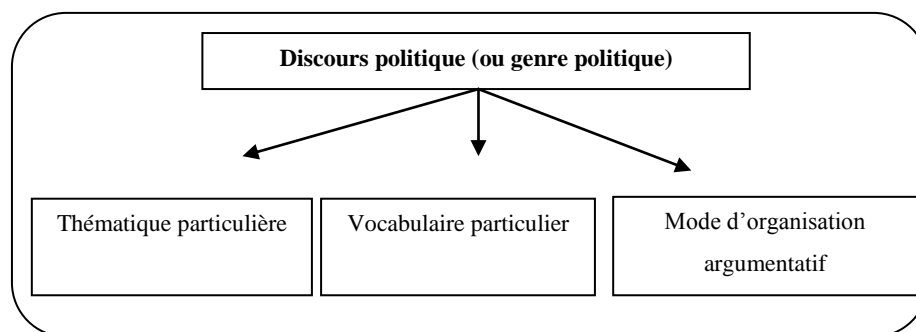 Discours politique (ou genre politique)
Thématique particulière
Vocabulaire particulier
Mode d’organisation
argumentatif